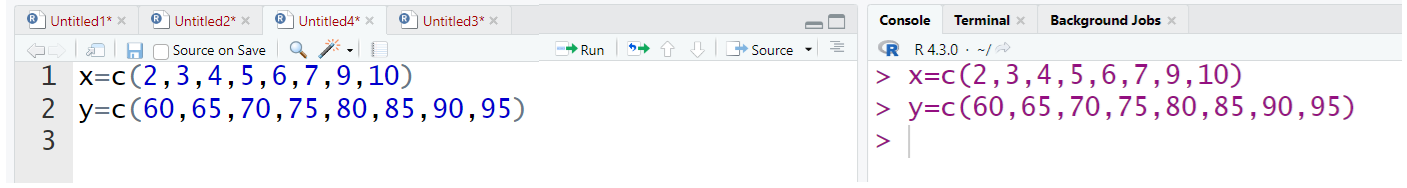 Untitled1* × Untitled2* × Untitled4* × Untitled3* ×
Source on Save Run Source
1 x=c(2,3,4,5,6,7,9,10)
2 y=c(60,65,70,75,80,85,90,95)
3
Console Terminal × Background Jobs ×
R R 4.3.0 · ~/
> x=c(2,3,4,5,6,7,9,10)
> y=c(60,65,70,75,80,85,90,95)
>